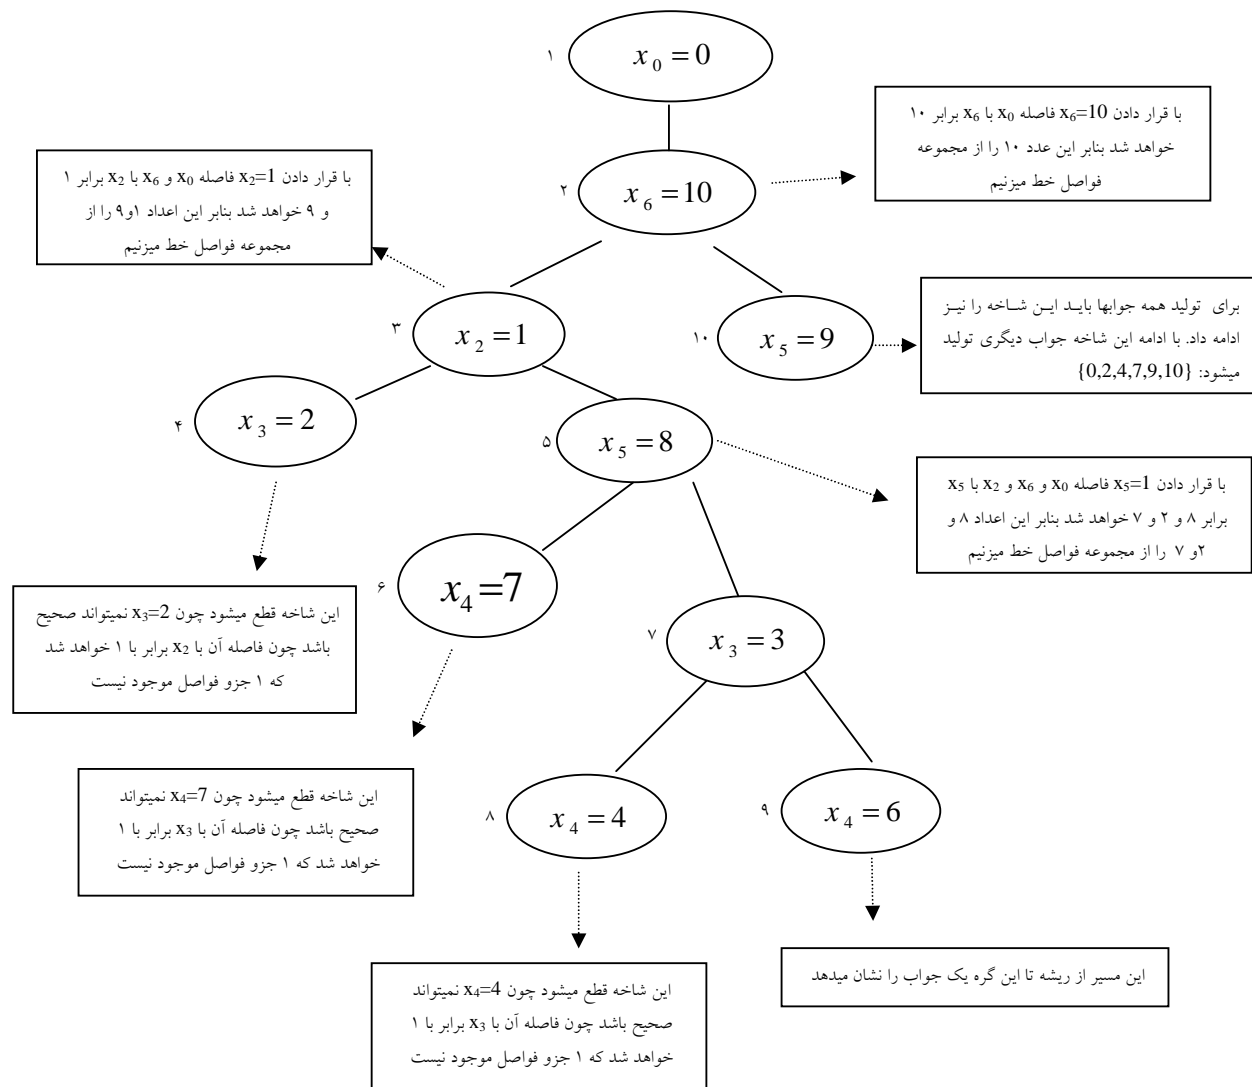 ۱
x0 = 0
با قرار دادن x6=10 فاصله x0 با x6 برابر ۱۰
خواهد شد بنابر این عدد ۱۰ را از مجموعه
فواصل خط میزنیم
با قرار دادن x2=1 فاصله x0 و x6 با x2 برابر ۱
و ۹ خواهد شد بنابر این اعداد ۱و۹ را از
مجموعه فواصل خط میزنیم
۲
x6 = 10
۳
x2 = 1
۱۰
x5 = 9
برای تولید همه جوابها باید این شاخه را نیز
ادامه داد. با ادامه این شاخه جواب دیگری تولید
میشود: {0,2,4,7,9,10}
۴
x3 = 2
۵
x5 = 8
با قرار دادن x5=1 فاصله x0 و x6 و x2 با x5
برابر ۸ و ۲ و ۷ خواهد شد بنابر این اعداد ۸ و
۲و ۷ را از مجموعه فواصل خط میزنیم
۶
x4=7
این شاخه قطع میشود چون x3=2 نمیتواند صحیح
باشد چون فاصله آن با x2 برابر با ۱ خواهد شد
که ۱ جزو فواصل موجود نیست
۷
x3 = 3
این شاخه قطع میشود چون x4=7 نمیتواند
صحیح باشد چون فاصله آن با x3 برابر با ۱
خواهد شد که ۱ جزو فواصل موجود نیست
۸
x4 = 4
۹
x4 = 6
این شاخه قطع میشود چون x4=4 نمیتواند
صحیح باشد چون فاصله آن با x3 برابر با ۱
خواهد شد که ۱ جزو فواصل موجود نیست
این مسیر از ریشه تا این گره یک جواب را نشان میدهد